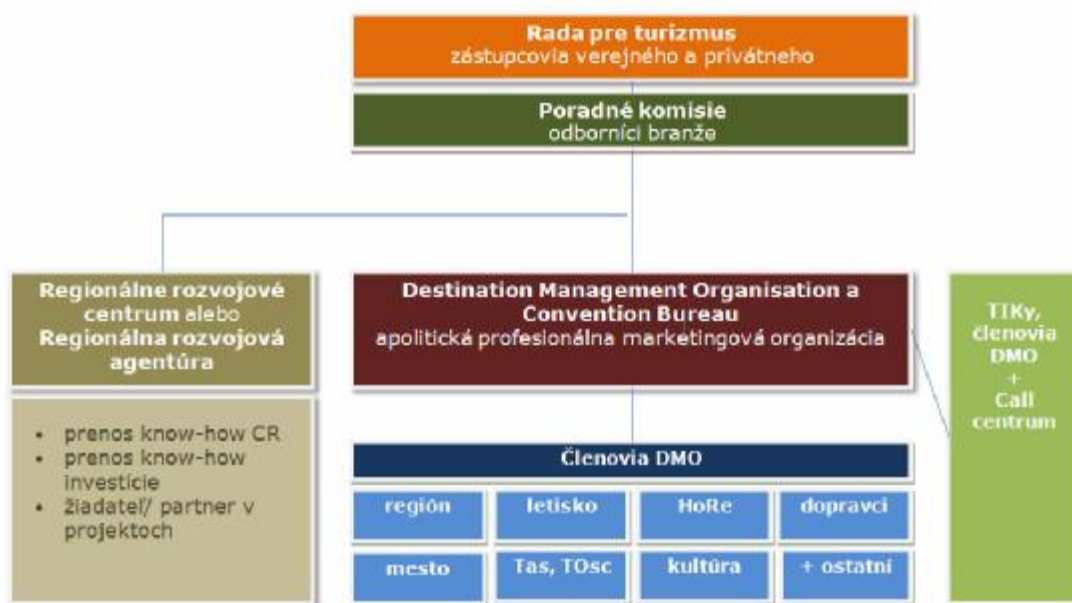 Rada pre turizmus
zástupcovia verejného a privátneho
Poradné komisie
odborníci branže
Regionálne rozvojové
centrum alebo
Regionálna rozvojová
agentúra
• prenos know-how CR
• prenos know-how
investície
• žiadateľ/ partner v
projektoch
Destination Management Organisation a
Convention Bureau
apolitická profesionálna marketingová organizácia
Členovia DMO
región letisko HoRe dopravci
mesto Tas, TOsc kultúra + ostatní
TIKy,
členovia
DMO
+
Call
centrum